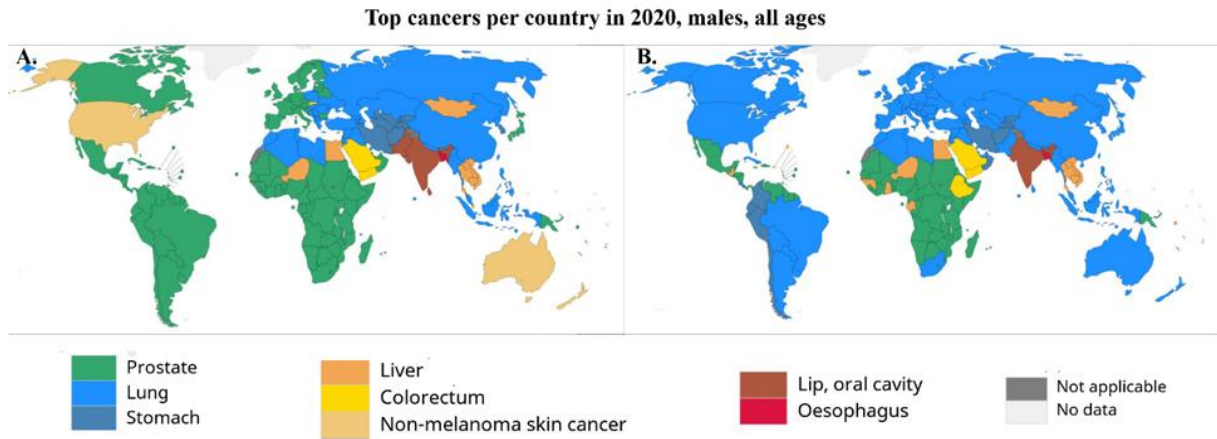 Top cancers per country in 2020, males, all ages
A.
B.
Prostate
Lung
Stomach
Liver
Colorectum
Non-melanoma skin cancer
Lip, oral cavity
Oesophagus
Not applicable
No data